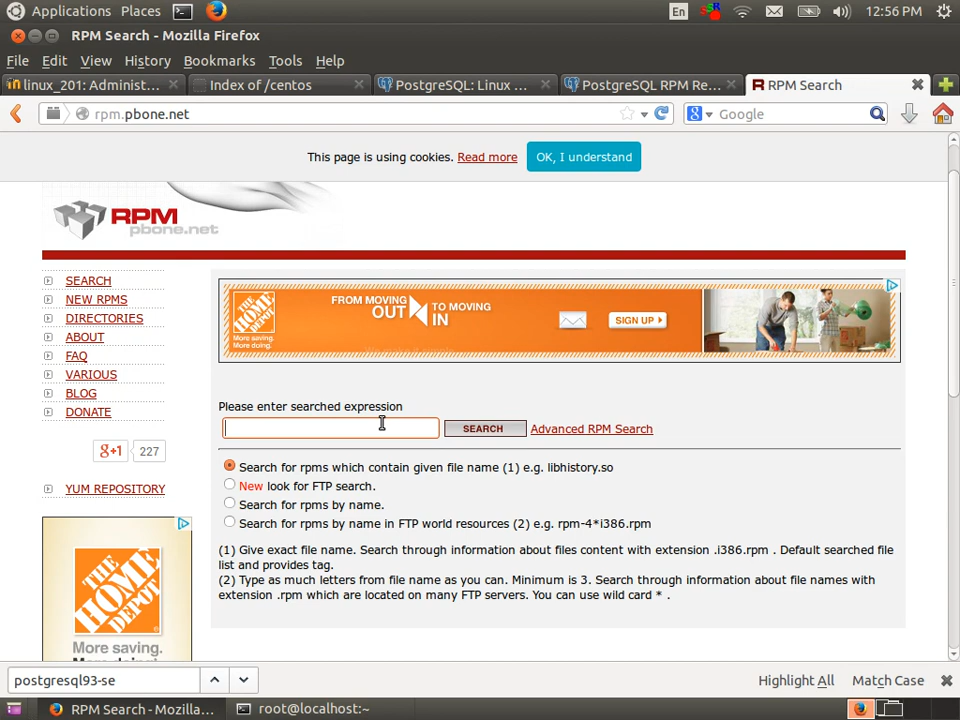 Applications Places En 12:56 PM
RPM Search - Mozilla Firefox
File Edit View History Bookmarks Tools Help
linux_201: Administ... Index of /centos PostgreSQL: Linux ... PostgreSQL RPM Re... RPM Search
rpm.pbone.net Google
This page is using cookies. Read more OK, I understand
RPM
pbone.net
SEARCH
NEW RPMS
DIRECTORIES
ABOUT
FAQ
VARIOUS
BLOG
DONATE
g+1 227
YUM REPOSITORY
THE HOME DEPOT
More saving.
More doing.
FROM MOVING OUT TO MOVING IN
SIGN UP
Please enter searched expression
SEARCH Advanced RPM Search
Search for rpms which contain given file name (1) e.g. libhistory.so
New look for FTP search.
Search for rpms by name.
Search for rpms by name in FTP world resources (2) e.g. rpm-4*i386.rpm
(1) Give exact file name. Search through information about files content with extension .i386.rpm . Default searched file
list and provides tag.
(2) Type as much letters from file name as you can. Minimum is 3. Search through information about file names with
extension .rpm which are located on many FTP servers. You can use wild card * .
THE HOME DEPOT
More saving.
postgresql93-se Highlight All Match Case
RPM Search - Mozilla... root@localhost:~